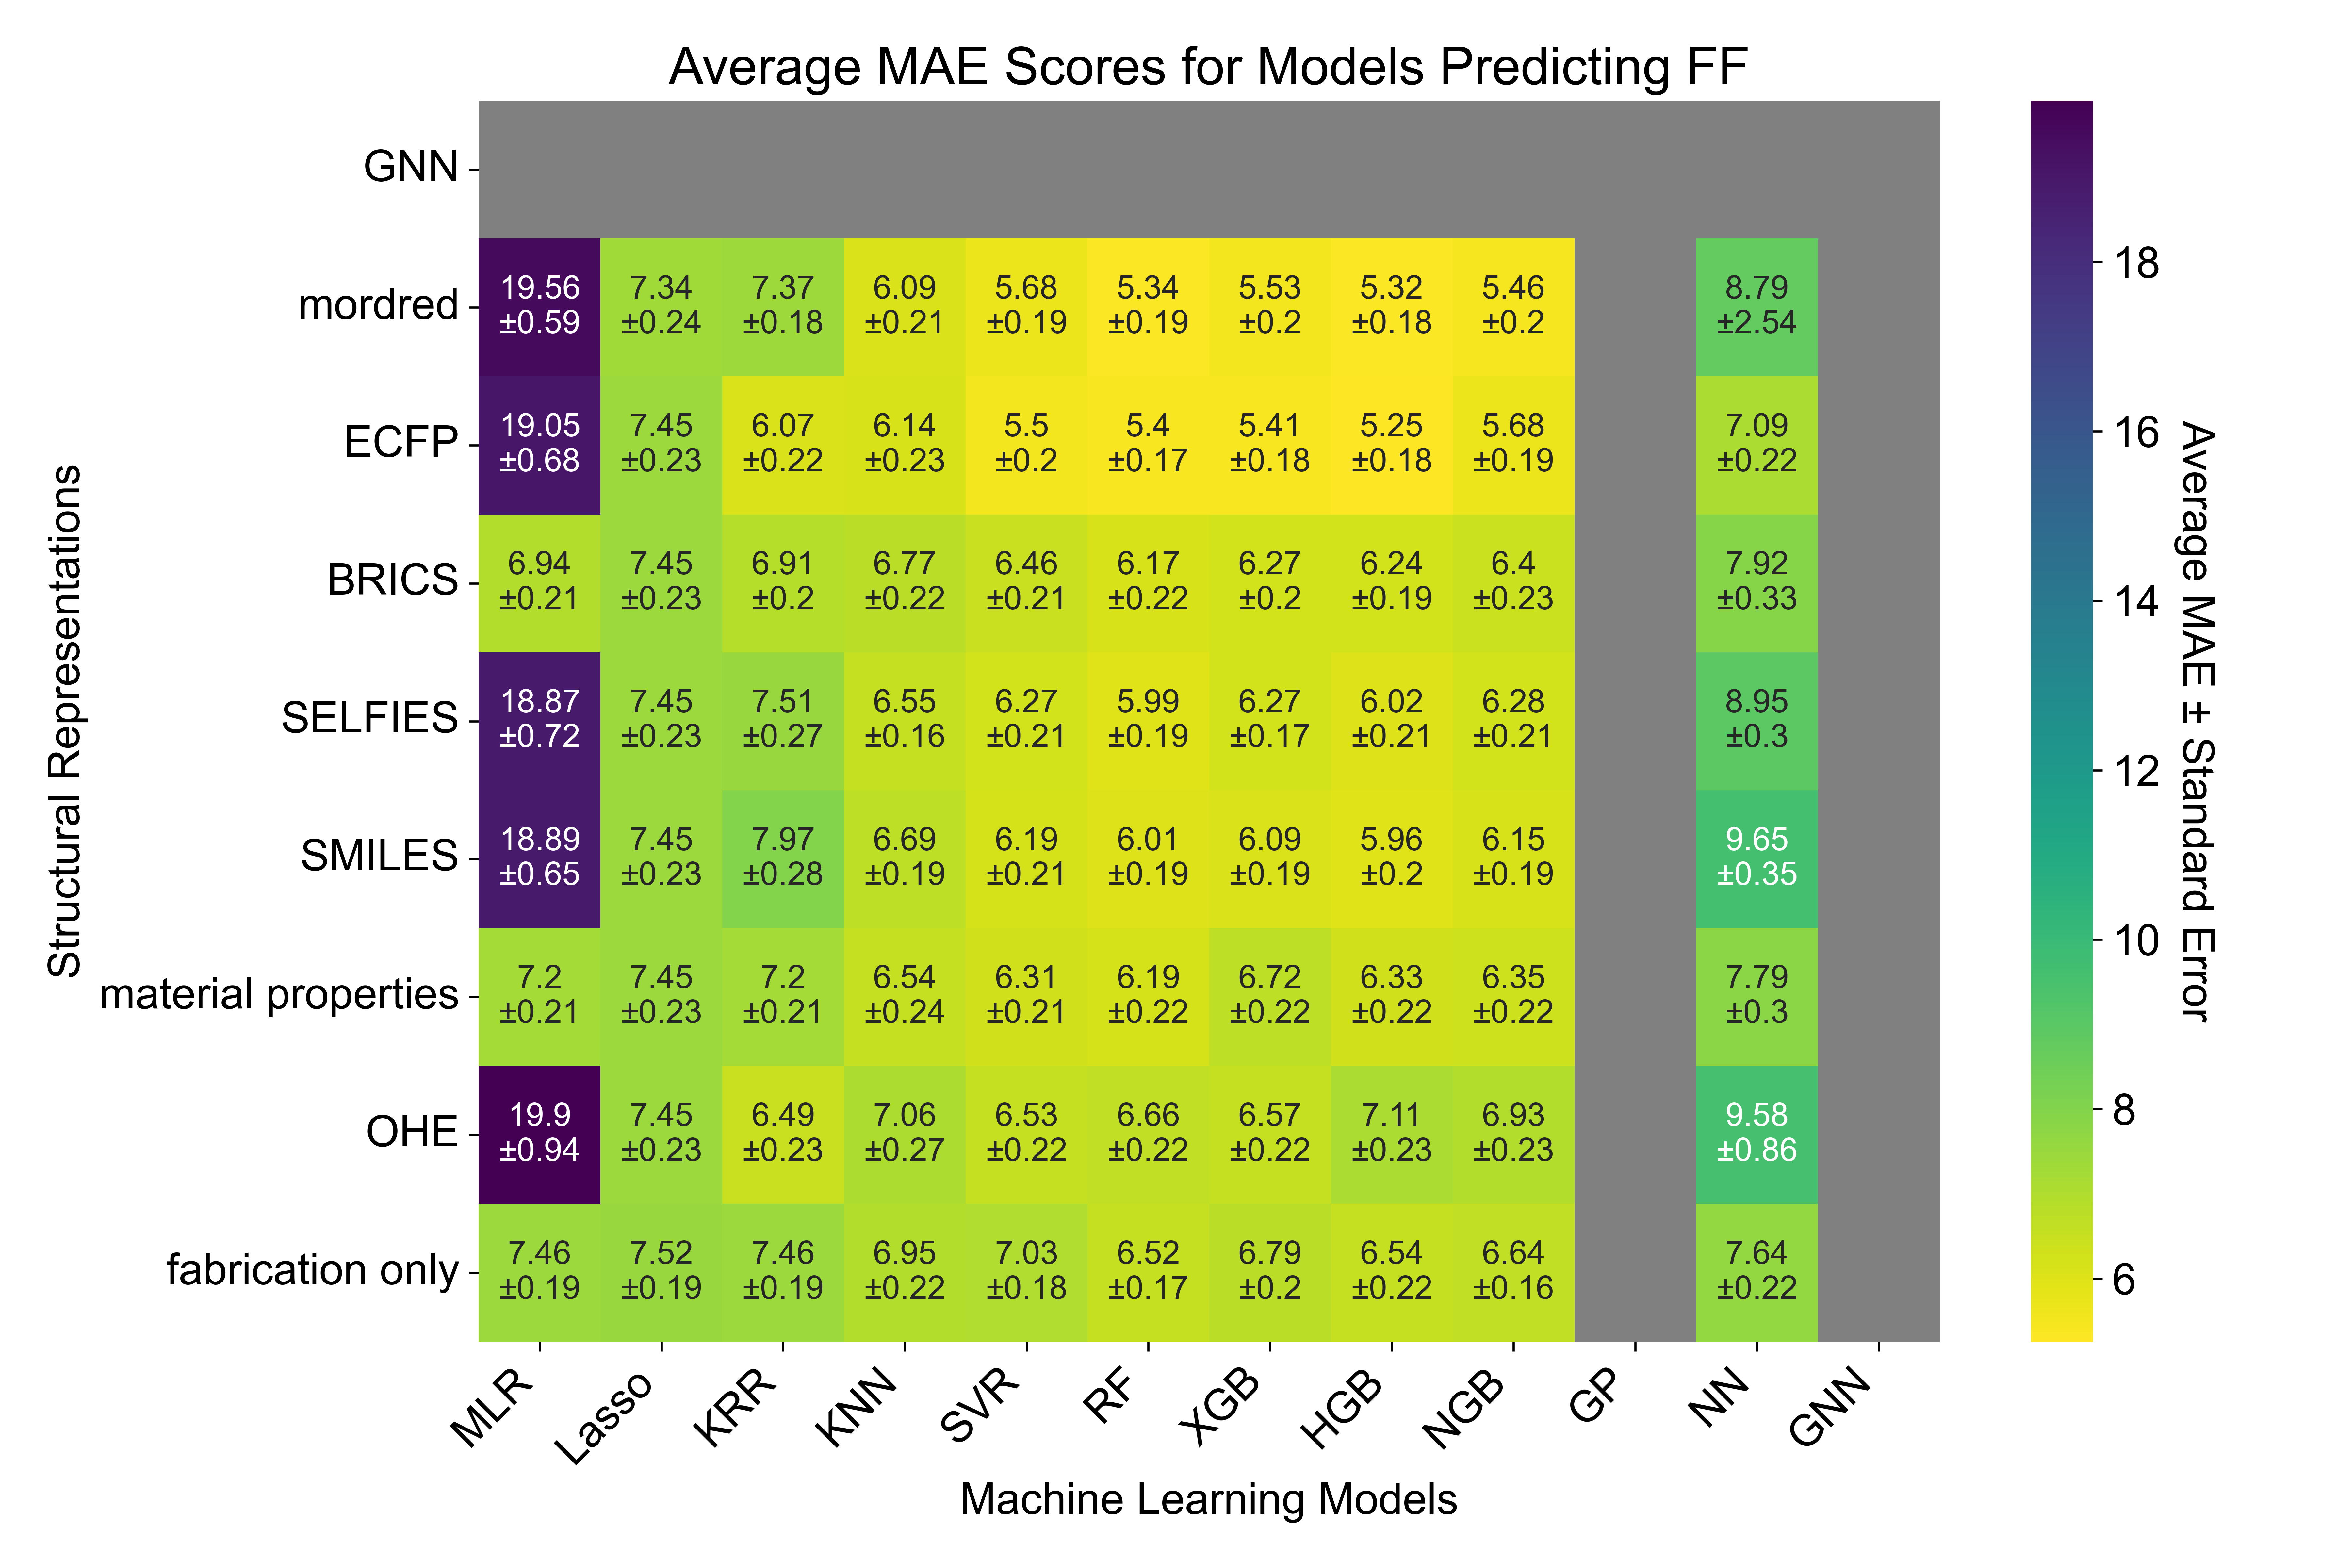 Average MAE Scores for Models Predicting FF
Structural Representations
GNN
mordred
19.56 7.34 7.37 6.09 5.68 5.34 5.53 5.32 5.46 8.79
±0.59 ±0.24 ±0.18 ±0.21 ±0.19 ±0.19 ±0.2 ±0.18 ±0.2 ±2.54
ECFP
19.05 7.45 6.07 6.14 5.5 5.4 5.41 5.25 5.68 7.09
±0.68 ±0.23 ±0.22 ±0.23 ±0.2 ±0.17 ±0.18 ±0.18 ±0.19 ±0.22
BRICS
6.94 7.45 6.91 6.77 6.46 6.17 6.27 6.24 6.4 7.92
±0.21 ±0.23 ±0.2 ±0.22 ±0.21 ±0.22 ±0.2 ±0.19 ±0.23 ±0.33
SELFIES
18.87 7.45 7.51 6.55 6.27 5.99 6.27 6.02 6.28 8.95
±0.72 ±0.23 ±0.27 ±0.16 ±0.21 ±0.19 ±0.17 ±0.21 ±0.21 ±0.3
SMILES
18.89 7.45 7.97 6.69 6.19 6.01 6.09 5.96 6.15 9.65
±0.65 ±0.23 ±0.28 ±0.19 ±0.21 ±0.19 ±0.19 ±0.2 ±0.19 ±0.35
material properties
7.2 7.45 7.2 6.54 6.31 6.19 6.72 6.33 6.35 7.79
±0.21 ±0.23 ±0.21 ±0.24 ±0.21 ±0.22 ±0.22 ±0.22 ±0.22 ±0.3
OHE
19.9 7.45 6.49 7.06 6.53 6.66 6.57 7.11 6.93 9.58
±0.94 ±0.23 ±0.23 ±0.27 ±0.22 ±0.22 ±0.22 ±0.23 ±0.23 ±0.86
fabrication only
7.46 7.52 7.46 6.95 7.03 6.52 6.79 6.54 6.64 7.64
±0.19 ±0.19 ±0.19 ±0.22 ±0.18 ±0.17 ±0.2 ±0.22 ±0.16 ±0.22
MLR Lasso KRR KNN SVR RF XGB HGB NGB GP NN GNN
Machine Learning Models
18
16
14
12
10
8
6
Average MAE ± Standard Error